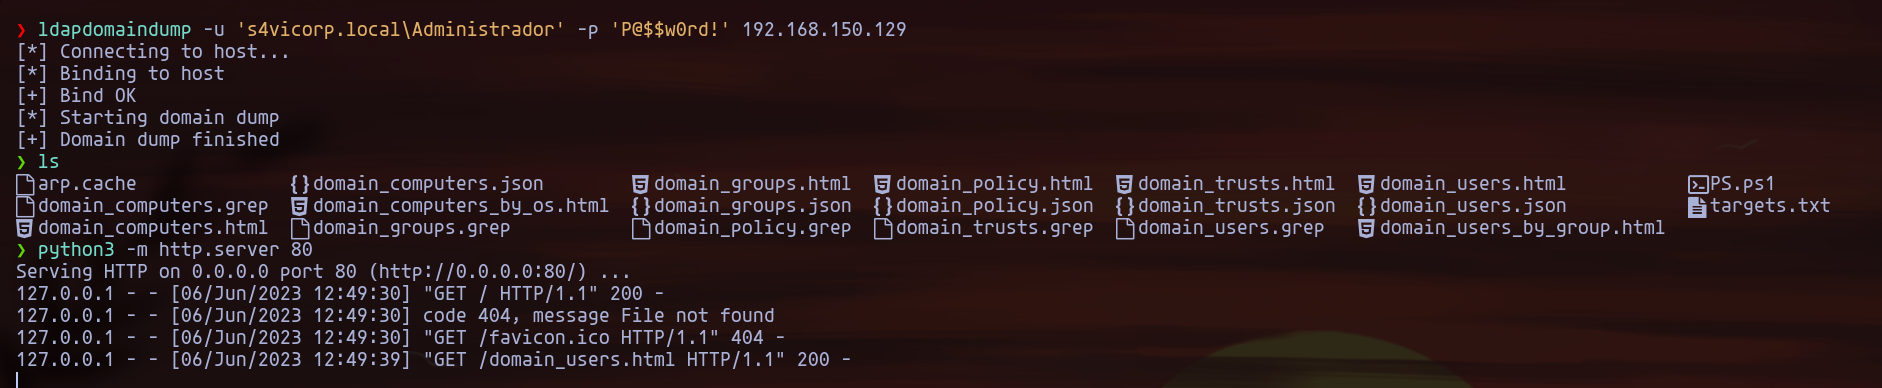 ❯ ldapdomaindump -u 's4vicorp.local\Administrador' -p 'P@$$w0rd!' 192.168.150.129
[*] Connecting to host...
[*] Binding to host
[+] Bind OK
[*] Starting domain dump
[+] Domain dump finished
❯ ls
arp.cache domain_computers.json domain_groups.html domain_policy.html domain_trusts.html domain_users.html PS.ps1
domain_computers.grep domain_computers_by_os.html domain_groups.json domain_policy.json domain_trusts.json domain_users.json targets.txt
domain_computers.html domain_groups.grep domain_policy.grep domain_trusts.grep domain_users.grep domain_users_by_group.html
❯ python3 -m http.server 80
Serving HTTP on 0.0.0.0 port 80 (http://0.0.0.0:80/) ...
127.0.0.1 - - [06/Jun/2023 12:49:30] "GET / HTTP/1.1" 200 -
127.0.0.1 - - [06/Jun/2023 12:49:30] code 404, message File not found
127.0.0.1 - - [06/Jun/2023 12:49:30] "GET /favicon.ico HTTP/1.1" 404 -
127.0.0.1 - - [06/Jun/2023 12:49:39] "GET /domain_users.html HTTP/1.1" 200 -